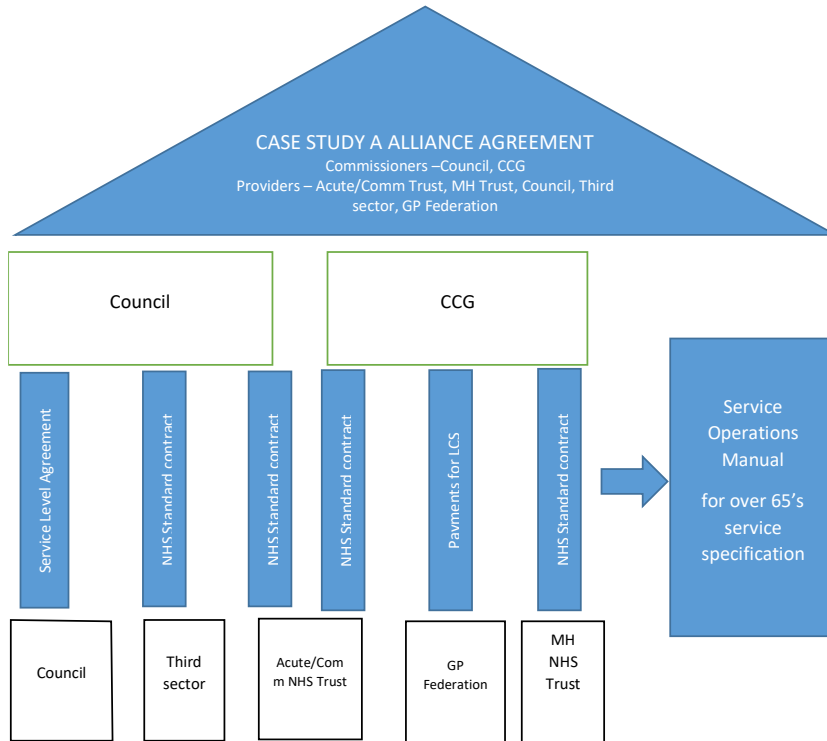 CASE STUDY A ALLIANCE AGREEMENT
Commissioners –Council, CCG
Providers – Acute/Comm Trust, MH Trust, Council, Third
sector, GP Federation
Council
CCG
Service Level Agreement
NHS Standard contract
NHS Standard contract
NHS Standard contract
Payments for LCS
NHS Standard contract
Service
Operations
Manual
for over 65's
service
specification
Council
Third
sector
Acute/Com
m NHS Trust
GP
Federation
MH
NHS
Trust